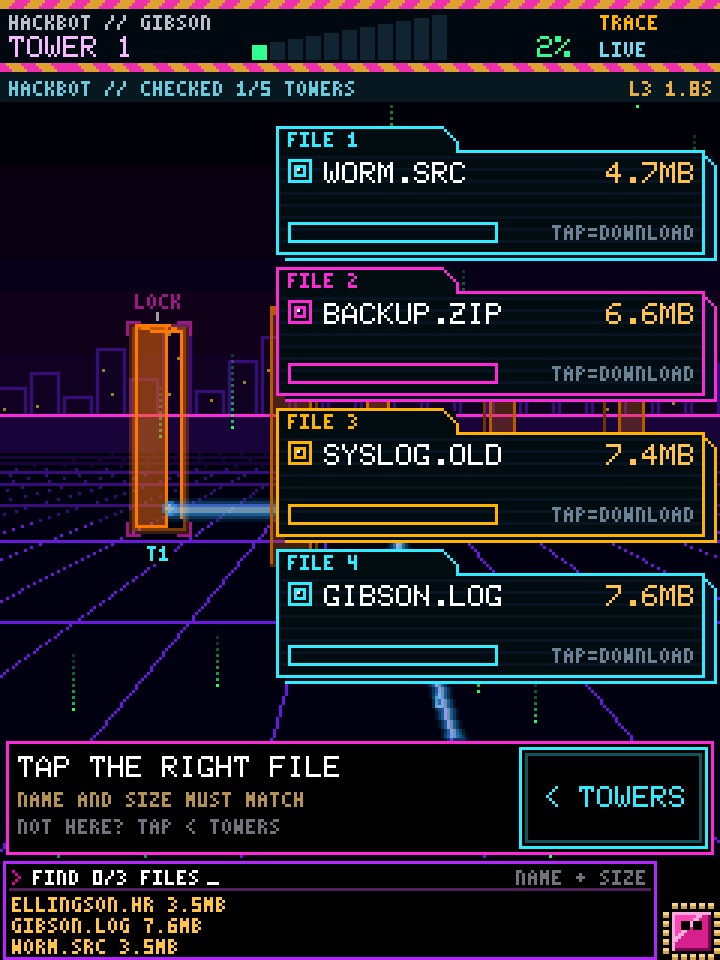 HACKBOT // GIBSON
TOWER 1
2%
TRACE
LIVE
HACKBOT // CHECKED 1/5 TOWERS
L3 1.8S
FILE 1
WORM.SRC 4.7MB
TAP=DOWNLOAD
FILE 2
BACKUP.ZIP 6.6MB
TAP=DOWNLOAD
FILE 3
SYSLOG.OLD 7.4MB
TAP=DOWNLOAD
FILE 4
GIBSON.LOG 7.6MB
TAP=DOWNLOAD
LOCK
T1
TAP THE RIGHT FILE
NAME AND SIZE MUST MATCH
NOT HERE? TAP < TOWERS
< TOWERS
> FIND 0/3 FILES _
NAME + SIZE
ELLINGSON.HR 3.5MB
GIBSON.LOG 7.6MB
WORM.SRC 3.5MB